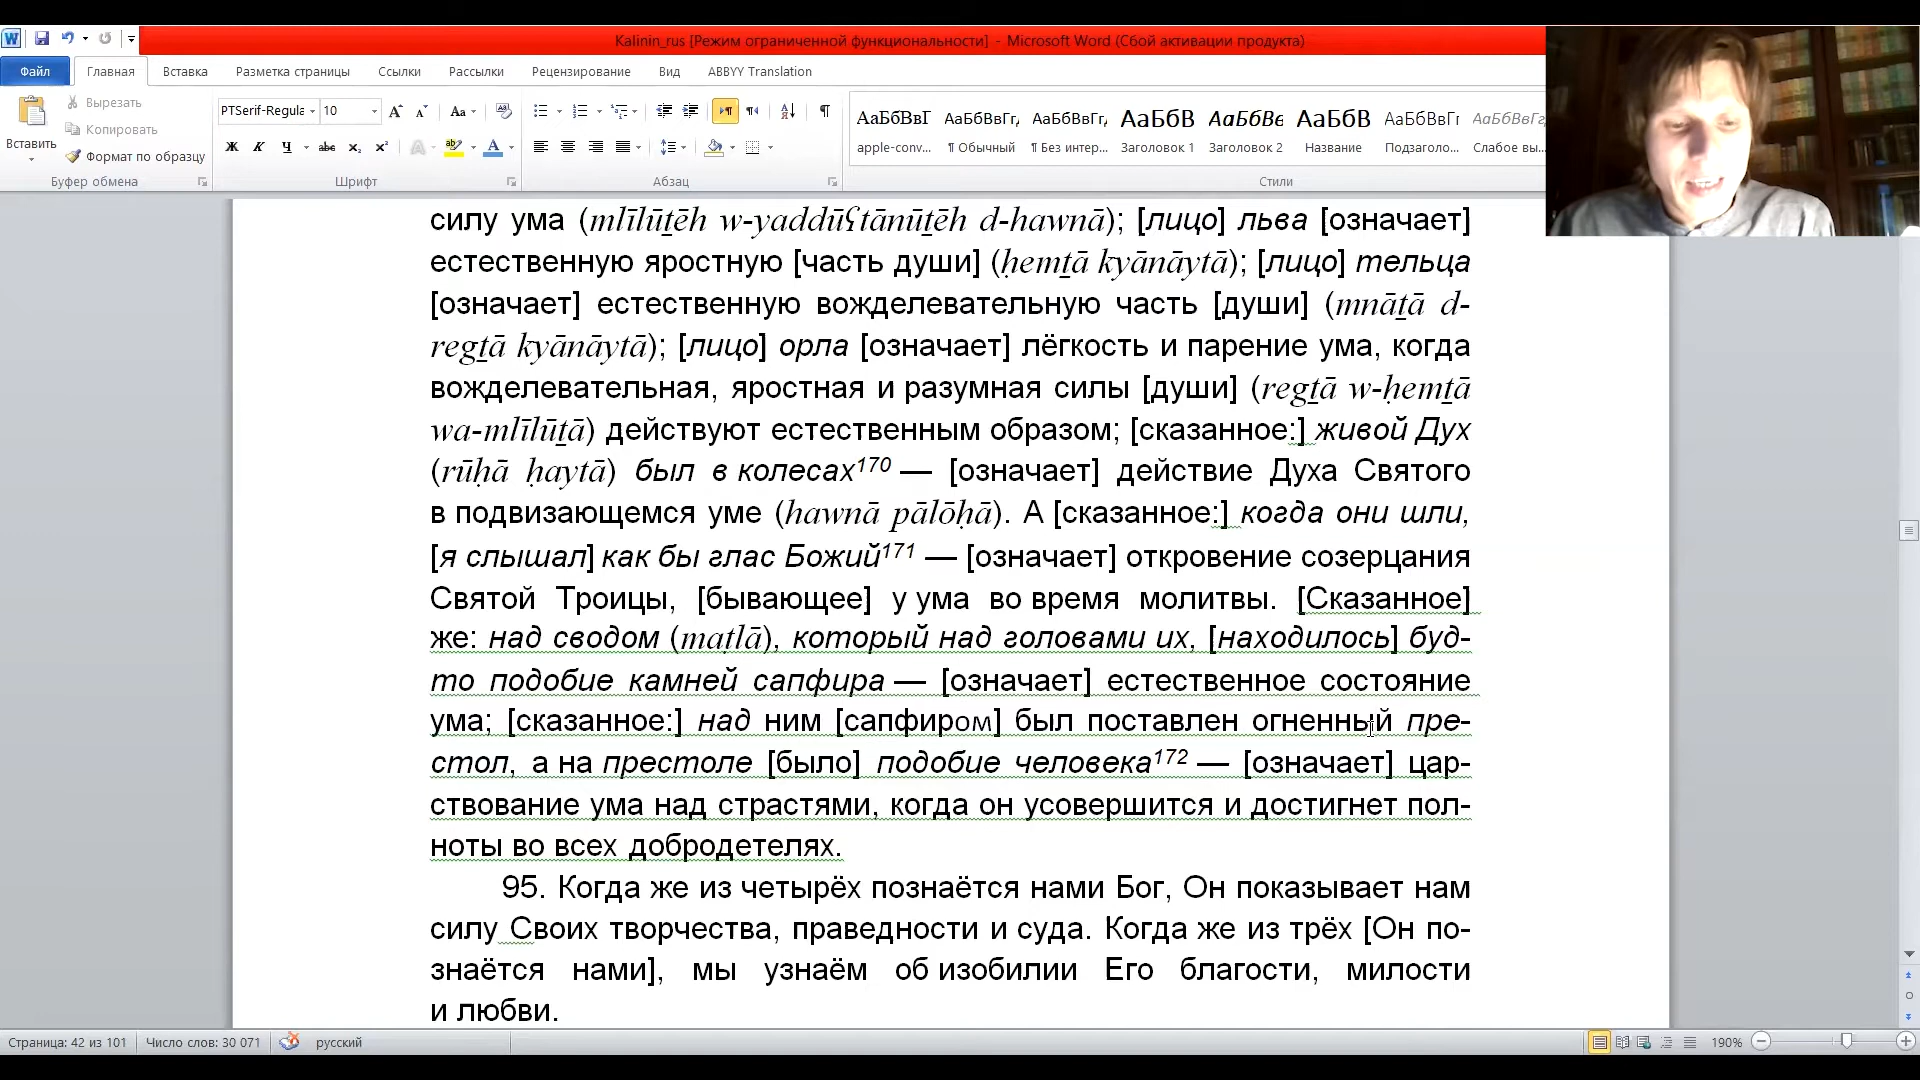 Kalinin_rus [Режим ограниченной функциональности] - Microsoft Word (Сбой активации продукта)
Файл Главная Вставка Разметка страницы Ссылки Рассылки Рецензирование Вид ABBYY Translation
Вставить
Вырезать
Копировать
Формат по образцу
Буфер обмена
PTSerif-Regula 10
Шрифт
Абзац
АаБбВвГ АаБбВвГг, АаБбВвГг, АаБбВ АаБбВе АаБбВ АаБбВвГг АаБбВвГг
apple-conv... ¶ Обычный ¶ Без интер... Заголовок 1 Заголовок 2 Название Подзаголо... Слабое вы...
Стили
силу ума (mlīlūṯēh w-yaddūʕtānūṯēh d-hawnā); [лицо] льва [означает]
естественную яростную [часть души] (ḥemṯā kyānāytā); [лицо] тельца
[означает] естественную вожделевательную часть [души] (mnāṯā d-
regṯā kyānāytā); [лицо] орла [означает] лёгкость и парение ума, когда
вожделевательная, яростная и разумная силы [души] (regṯā w-ḥemṯā
wa-mlīlūṯā) действуют естественным образом; [сказанное:] живой Дух
(rūḥā ḥaytā) был в колесах170 — [означает] действие Духа Святого
в подвизающемся уме (hawnā pālōḥā). А [сказанное:] когда они шли,
[я слышал] как бы глас Божий171 — [означает] откровение созерцания
Святой Троицы, [бывающее] у ума во время молитвы. [Сказанное]
же: над сводом (maṭlā), который над головами их, [находилось] буд-
то подобие камней сапфира — [означает] естественное состояние
ума; [сказанное:] над ним [сапфиром] был поставлен огненный пре-
стол, а на престоле [было] подобие человека172 — [означает] цар-
ствование ума над страстями, когда он усовершится и достигнет пол-
ноты во всех добродетелях.
95. Когда же из четырёх познаётся нами Бог, Он показывает нам
силу Своих творчества, праведности и суда. Когда же из трёх [Он по-
знаётся нами], мы узнаём об изобилии Его благости, милости
и любви.
Страница: 42 из 101 Число слов: 30 071 русский 190%